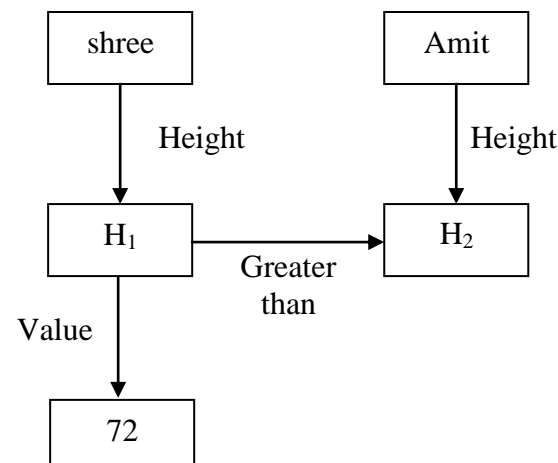 shree
Amit
Height
Height
H₁
H₂
Greater
than
Value
72